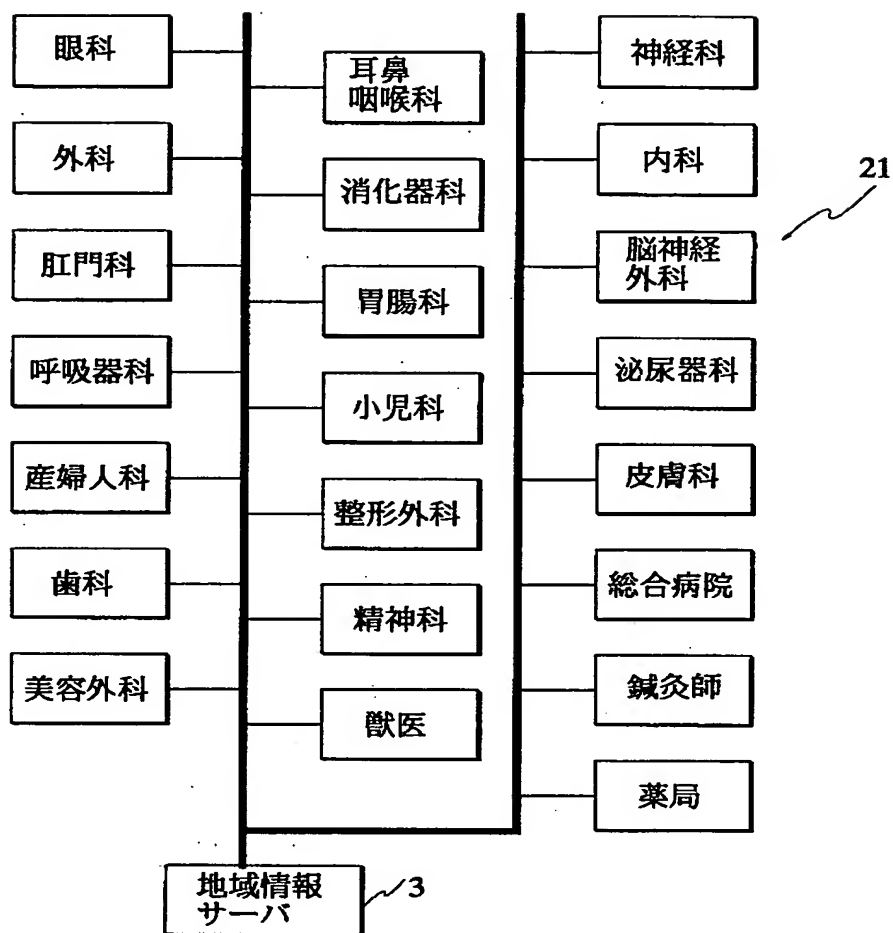 眼科
外科
肛門科
呼吸器科
産婦人科
歯科
美容外科
耳鼻
咽喉科
消化器科
胃腸科
小児科
整形外科
精神科
獣医
神経科
内科
脳神経
外科
泌尿器科
皮膚科
総合病院
鍼灸師
薬局
21
地域情報
サーバ
3